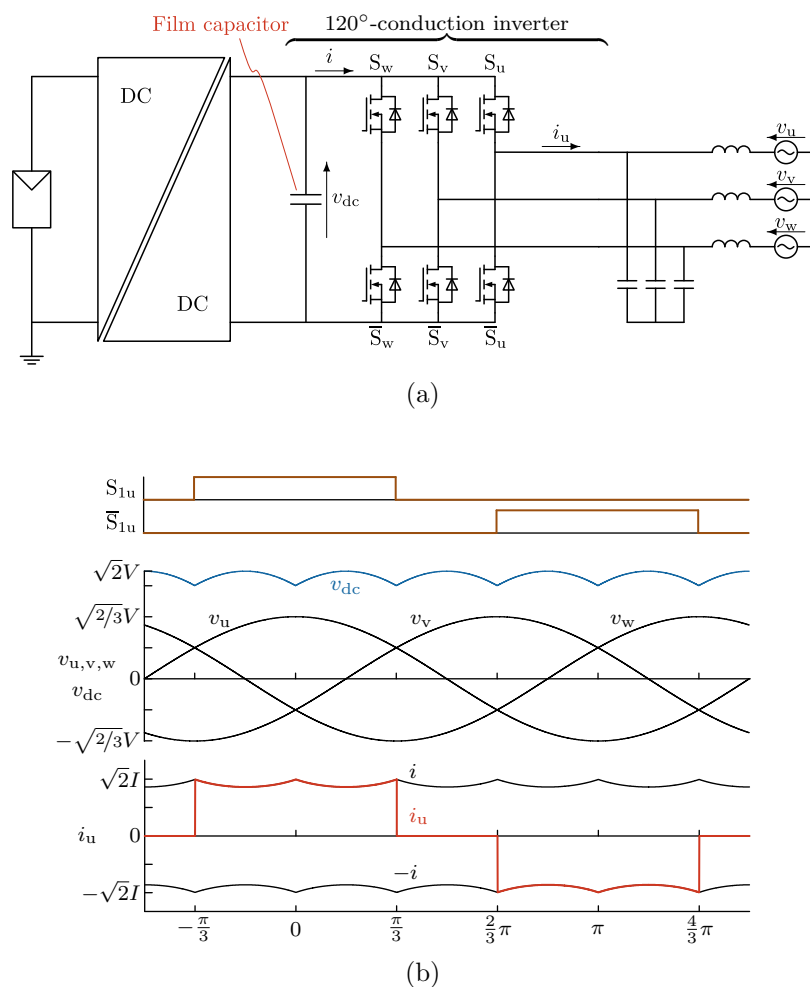 Film capacitor
120°-conduction inverter
i
S_w S_v S_u
DC
i_u
v_u
v_v
v_dc
v_w
DC
S̅_w S̅_v S̅_u
(a)
S_1u
S̅_1u
√2V
v_dc
√2/3V
v_u v_v v_w
v_u,v,w
0
v_dc
−√2/3V
√2I
i
i_u
i_u
0
−i
−√2I
−π/3 0 π/3 2/3π π 4/3π
(b)